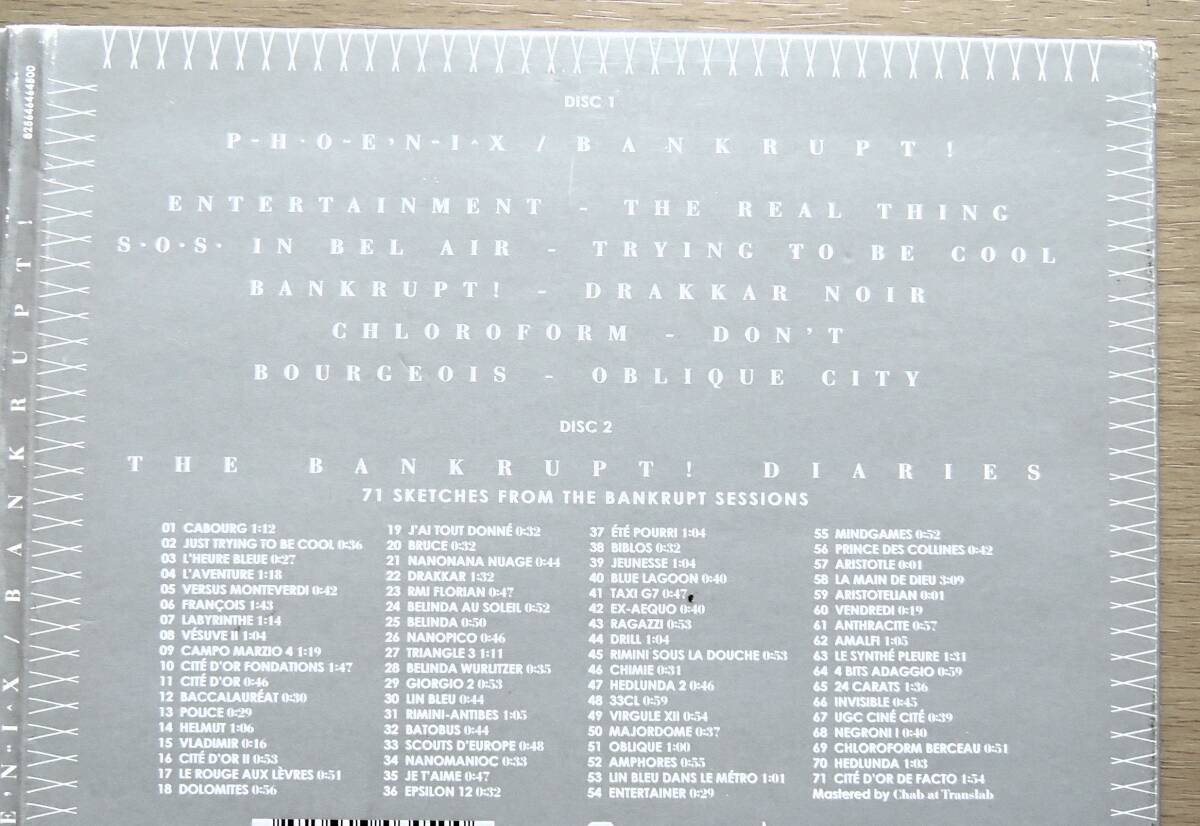 825646464500
P-H-O-E'N-I^X / BANKRUPT!
DISC 1
P-H-O-E'N-I-X / BANKRUPT!
ENTERTAINMENT - THE REAL THING
S.O.S. IN BEL AIR - TRYING TO BE COOL
BANKRUPT! - DRAKKAR NOIR
CHLOROFORM - DON'T
BOURGEOIS - OBLIQUE CITY
DISC 2
THE BANKRUPT! DIARIES
71 SKETCHES FROM THE BANKRUPT SESSIONS
01 CABOURG 1:12
02 JUST TRYING TO BE COOL 0:36
03 L'HEURE BLEUE 0:27
04 L'AVENTURE 1:18
05 VERSUS MONTEVERDI 0:42
06 FRANÇOIS 1:43
07 LABYRINTHE 1:14
08 VÉSUVE II 1:04
09 CAMPO MARZIO 4 1:19
10 CITÉ D'OR FONDATIONS 1:47
11 CITÉ D'OR 0:46
12 BACCALAURÉAT 0:30
13 POLICE 0:29
14 HELMUT 1:06
15 VLADIMIR 0:16
16 CITÉ D'OR II 0:53
17 LE ROUGE AUX LÈVRES 0:51
18 DOLOMITES 0:56
19 J'AI TOUT DONNÉ 0:32
20 BRUCE 0:32
21 NANONANA NUAGE 0:44
22 DRAKKAR 1:32
23 RMI FLORIAN 0:47
24 BELINDA AU SOLEIL 0:52
25 BELINDA 0:50
26 NANOPICO 0:46
27 TRIANGLE 3 1:11
28 BELINDA WURLITZER 0:35
29 GIORGIO 2 0:53
30 LIN BLEU 0:44
31 RIMINI-ANTIBES 1:05
32 BATOBUS 0:44
33 SCOUTS D'EUROPE 0:48
34 NANOMANIOC 0:33
35 JE T'AIME 0:47
36 EPSILON 12 0:32
37 ÉTÉ POURRI 1:04
38 BIBLOS 0:32
39 JEUNESSE 1:04
40 BLUE LAGOON 0:40
41 TAXI G7 0:47
42 EX-AEQUO 0:40
43 RAGAZZI 0:53
44 DRILL 1:04
45 RIMINI SOUS LA DOUCHE 0:53
46 CHIMIE 0:31
47 HEDLUNDA 2 0:46
48 33CL 0:59
49 VIRGULE XII 0:54
50 MAJORDOME 0:37
51 OBLIQUE 1:00
52 AMPHORES 0:55
53 LIN BLEU DANS LE MÉTRO 1:01
54 ENTERTAINER 0:29
55 MINDGAMES 0:52
56 PRINCE DES COLLINES 0:42
57 ARISTOTLE 0:01
58 LA MAIN DE DIEU 3:09
59 ARISTOTELIAN 0:01
60 VENDREDI 0:19
61 ANTHRACITE 0:57
62 AMALFI 1:05
63 LE SYNTHÉ PLEURE 1:31
64 4 BITS ADAGGIO 0:59
65 24 CARATS 1:36
66 INVISIBLE 0:45
67 UGC CINÉ CITÉ 0:39
68 NEGRONI I 0:40
69 CHLOROFORM BERCEAU 0:51
70 HEDLUNDA 1:03
71 CITÉ D'OR DE FACTO 1:54
Mastered by Chab at Translab